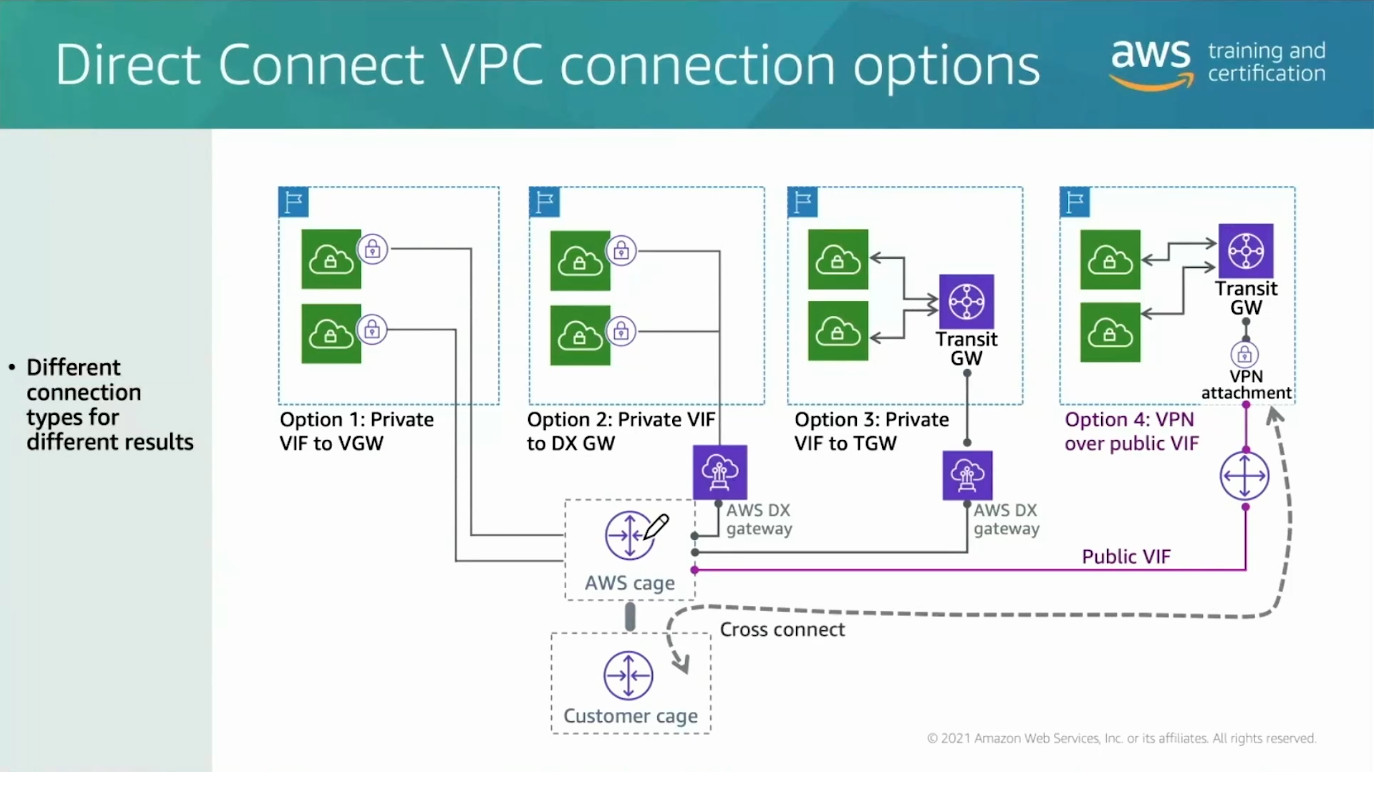 Direct Connect VPC connection options
aws training and
certification
• Different
connection
types for
different results
Option 1: Private
VIF to VGW
Option 2: Private VIF
to DX GW
Transit
GW
Option 3: Private
VIF to TGW
Transit
GW
VPN
attachment
Option 4: VPN
over public VIF
AWS DX
gateway
AWS DX
gateway
Public VIF
AWS cage
Cross connect
Customer cage
© 2021 Amazon Web Services, Inc. or its affiliates. All rights reserved.